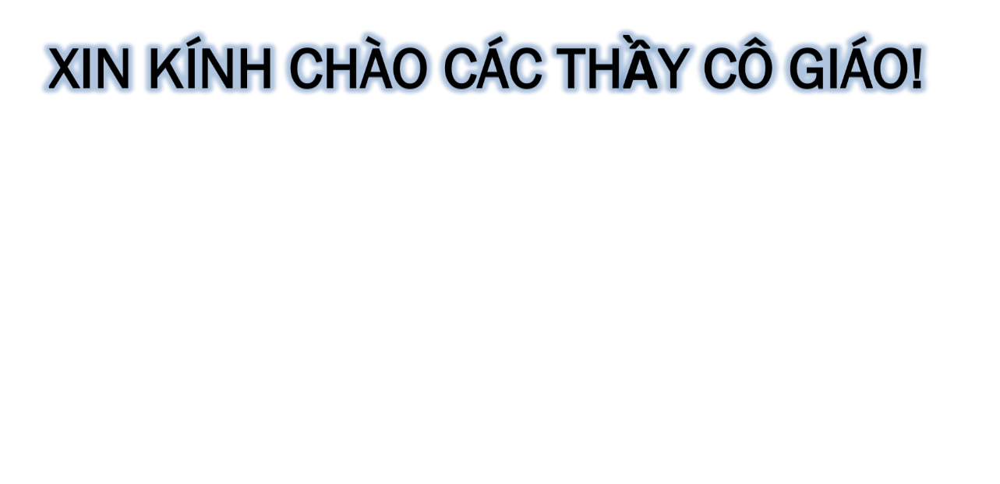 XIN KÍNH CHÀO CÁC THẦY CÔ GIÁO!